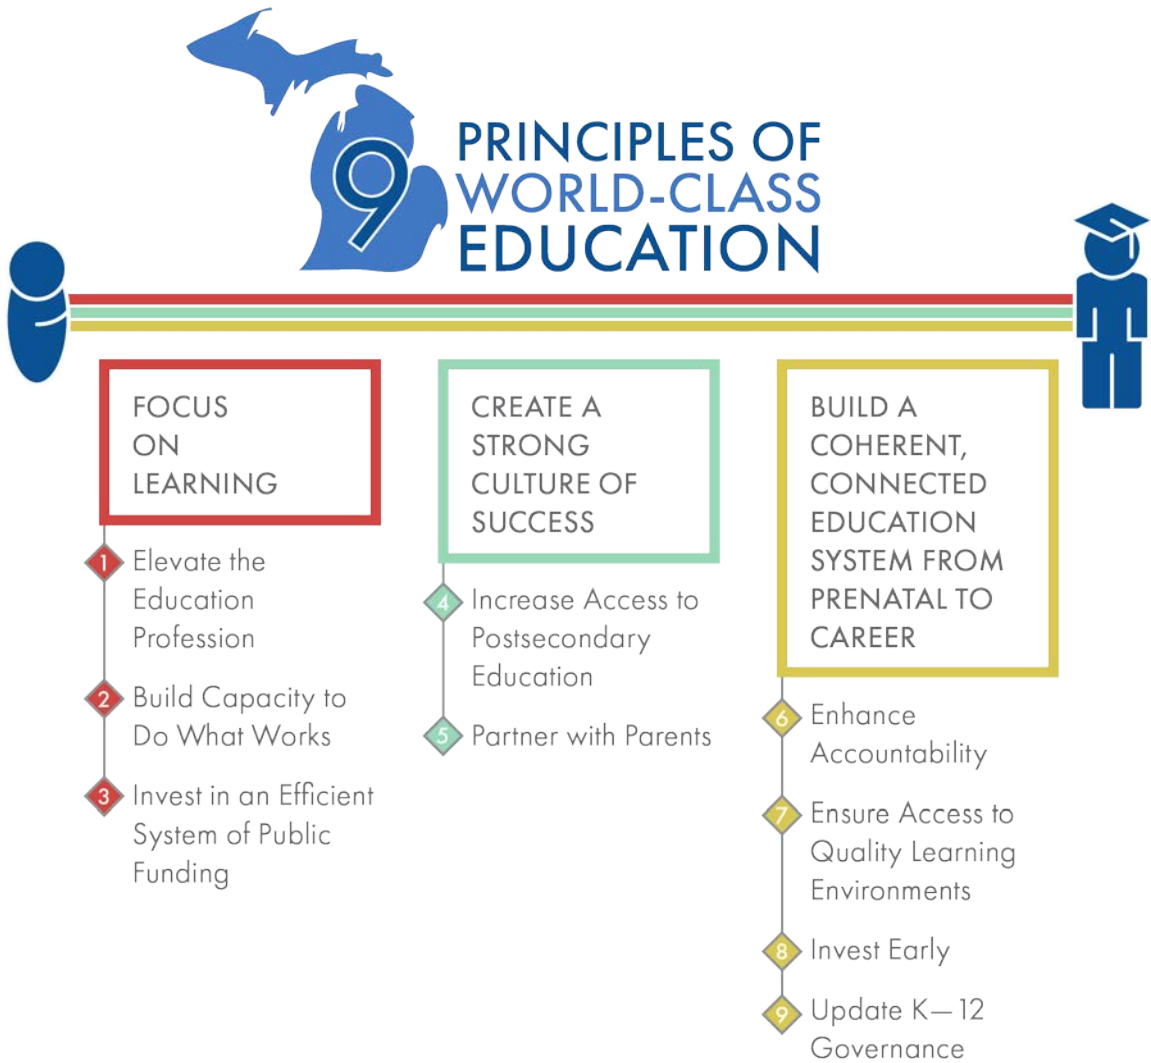 9
PRINCIPLES OF
WORLD-CLASS
EDUCATION
FOCUS
ON
LEARNING
1 Elevate the
Education
Profession
2 Build Capacity to
Do What Works
3 Invest in an Efficient
System of Public
Funding
CREATE A
STRONG
CULTURE OF
SUCCESS
4 Increase Access to
Postsecondary
Education
5 Partner with Parents
BUILD A
COHERENT,
CONNECTED
EDUCATION
SYSTEM FROM
PRENATAL TO
CAREER
6 Enhance
Accountability
7 Ensure Access to
Quality Learning
Environments
8 Invest Early
9 Update K—12
Governance